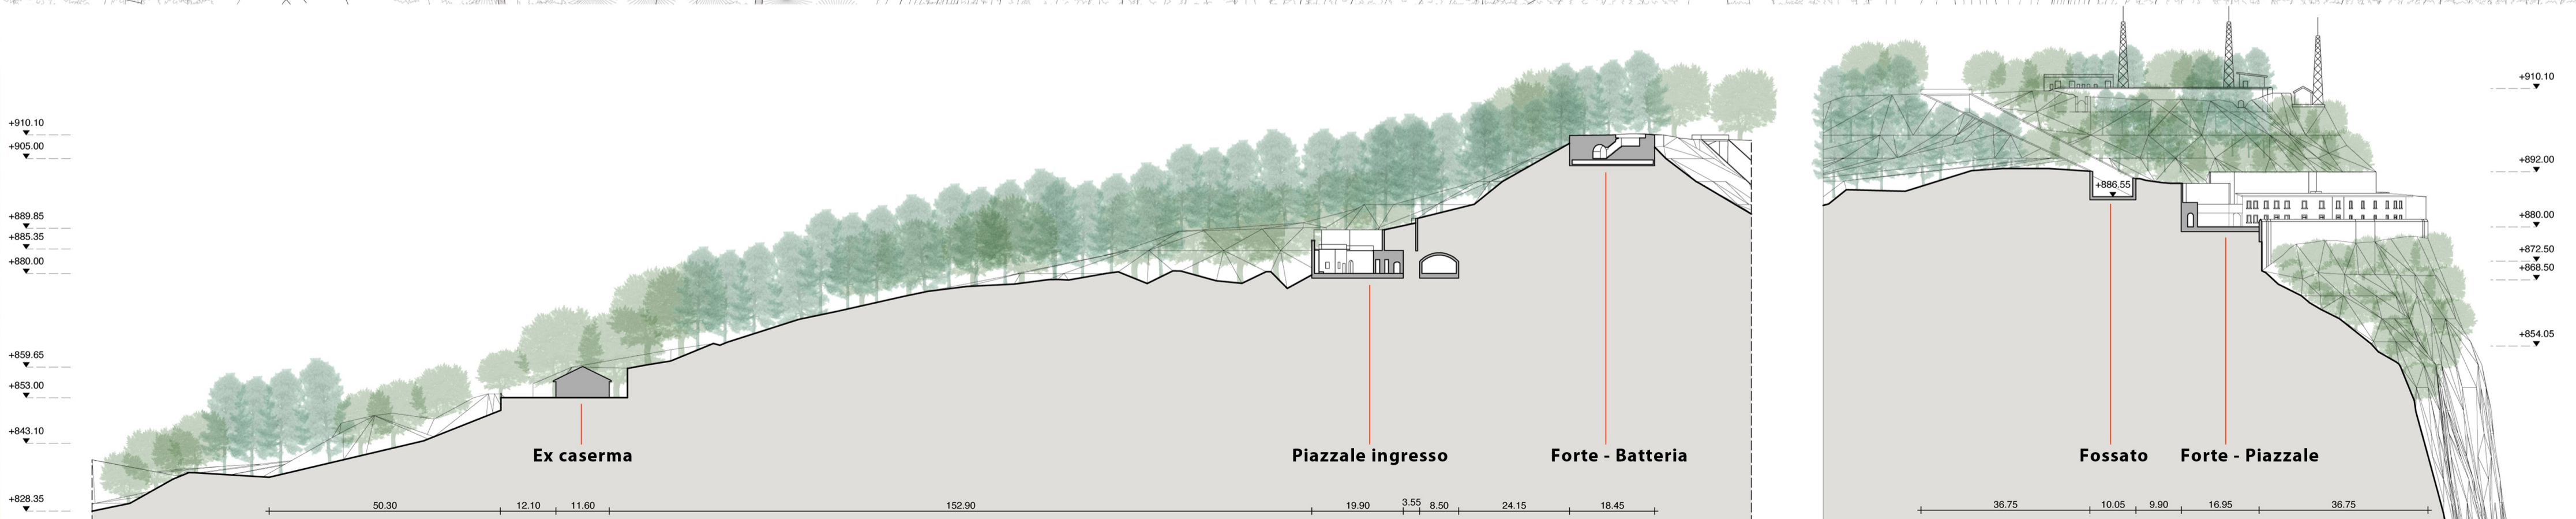 +910.10
+905.00
+889.85
+885.35
+880.00
+859.65
+853.00
+843.10
+828.35
Ex caserma
Piazzale ingresso
Forte - Batteria
50.30 12.10 11.60 152.90 19.90 3.55 8.50 24.15 18.45
+886.55
Fossato
Forte - Piazzale
36.75 10.05 9.90 16.95 36.75
+910.10
+892.00
+880.00
+872.50
+868.50
+854.05